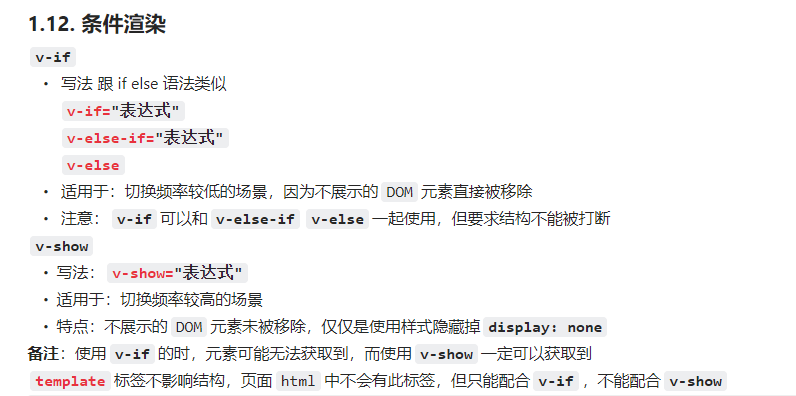 1.12. 条件渲染
v-if
• 写法 跟 if else 语法类似
v-if="表达式"
v-else-if="表达式"
v-else
• 适用于：切换频率较低的场景，因为不展示的 DOM 元素直接被移除
• 注意： v-if 可以和 v-else-if v-else 一起使用，但要求结构不能被打断
v-show
• 写法： v-show="表达式"
• 适用于：切换频率较高的场景
• 特点：不展示的 DOM 元素未被移除，仅仅是使用样式隐藏掉 display: none
备注：使用 v-if 的时，元素可能无法获取到，而使用 v-show 一定可以获取到
template 标签不影响结构，页面 html 中不会有此标签，但只能配合 v-if ，不能配合 v-show